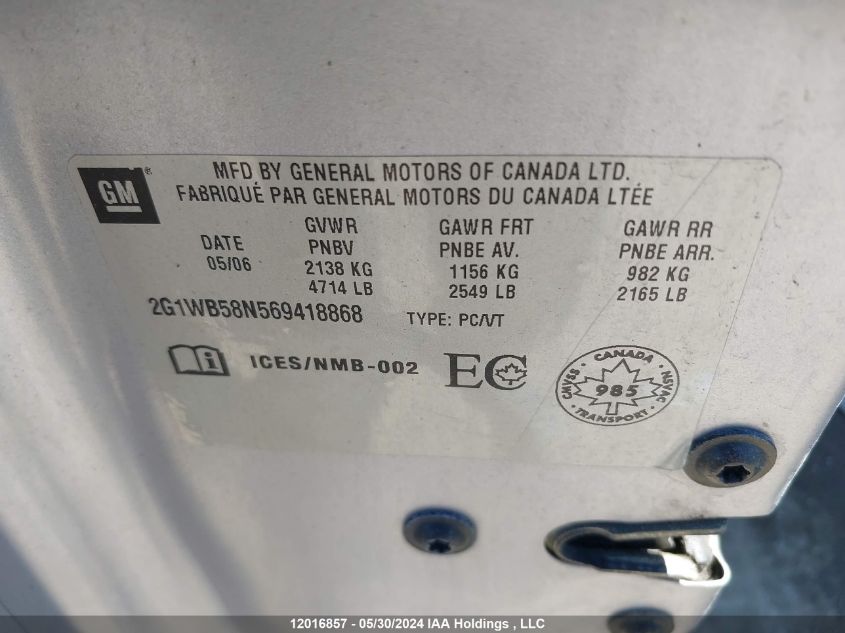 GM ®
MFD BY GENERAL MOTORS OF CANADA LTD.
FABRIQUÉ PAR GENERAL MOTORS DU CANADA LTÉE
DATE
05/06
GVWR
PNBV
2138 KG
4714 LB
GAWR FRT
PNBE AV.
1156 KG
2549 LB
GAWR RR
PNBE ARR.
982 KG
2165 LB
2G1WB58N569418868
TYPE: PC/VT
i ICES/NMB-002 EC
CANADA
CMVSS 985 NSVAC
TRANSPORT
12016857 - 05/30/2024 IAA Holdings , LLC